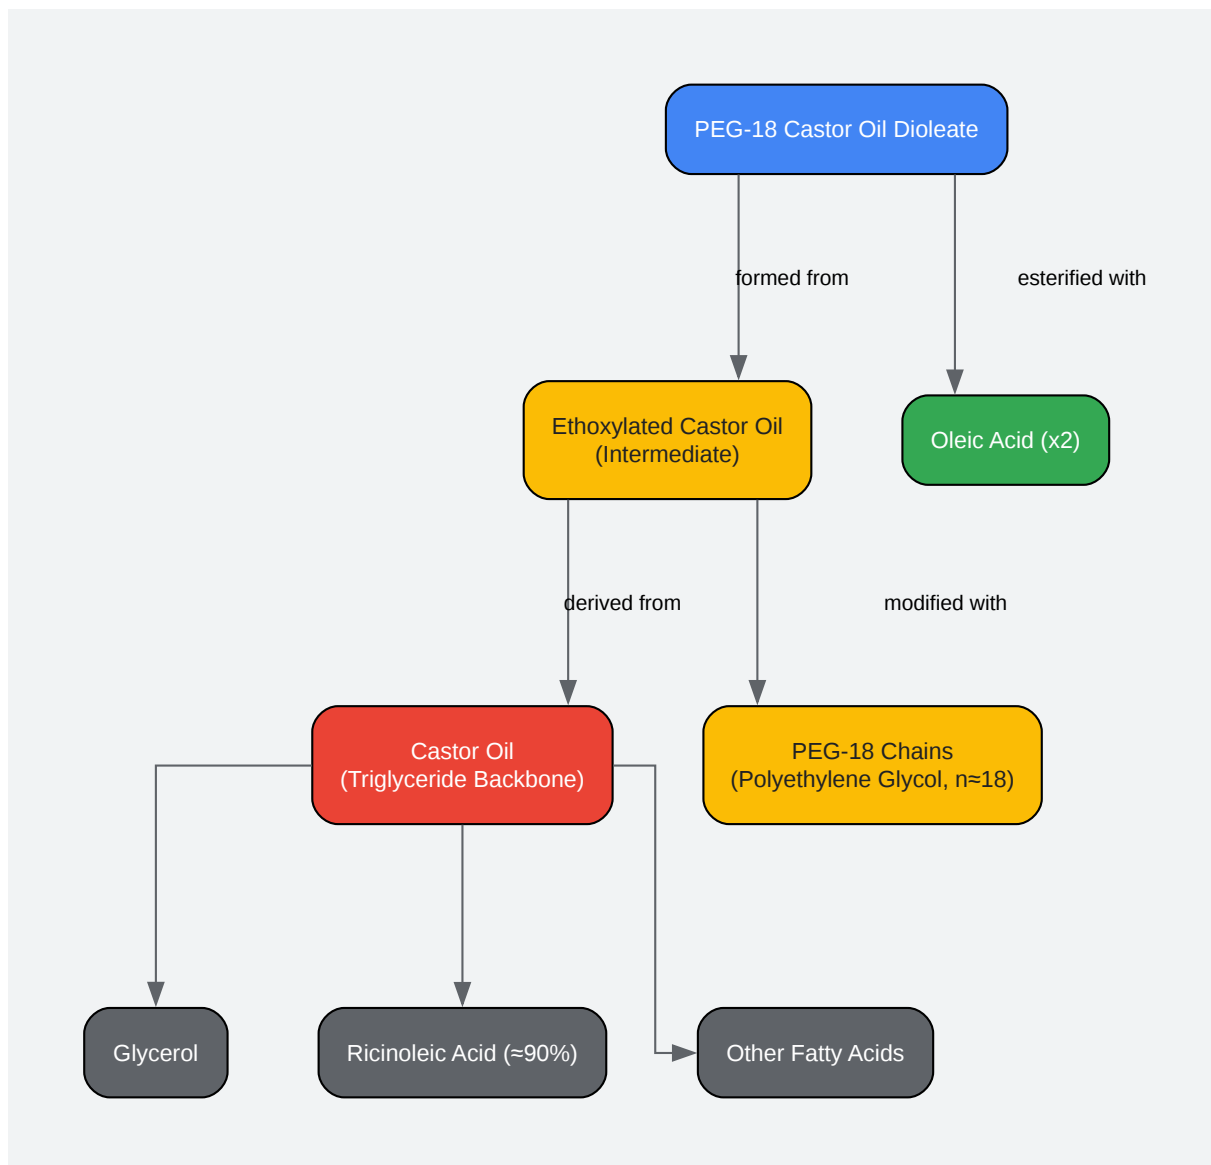 PEG-18 Castor Oil Dioleate
formed from
esterified with
Ethoxylated Castor Oil
(Intermediate)
Oleic Acid (x2)
derived from
modified with
Castor Oil
(Triglyceride Backbone)
PEG-18 Chains
(Polyethylene Glycol, n≈18)
Glycerol
Ricinoleic Acid (≈90%)
Other Fatty Acids